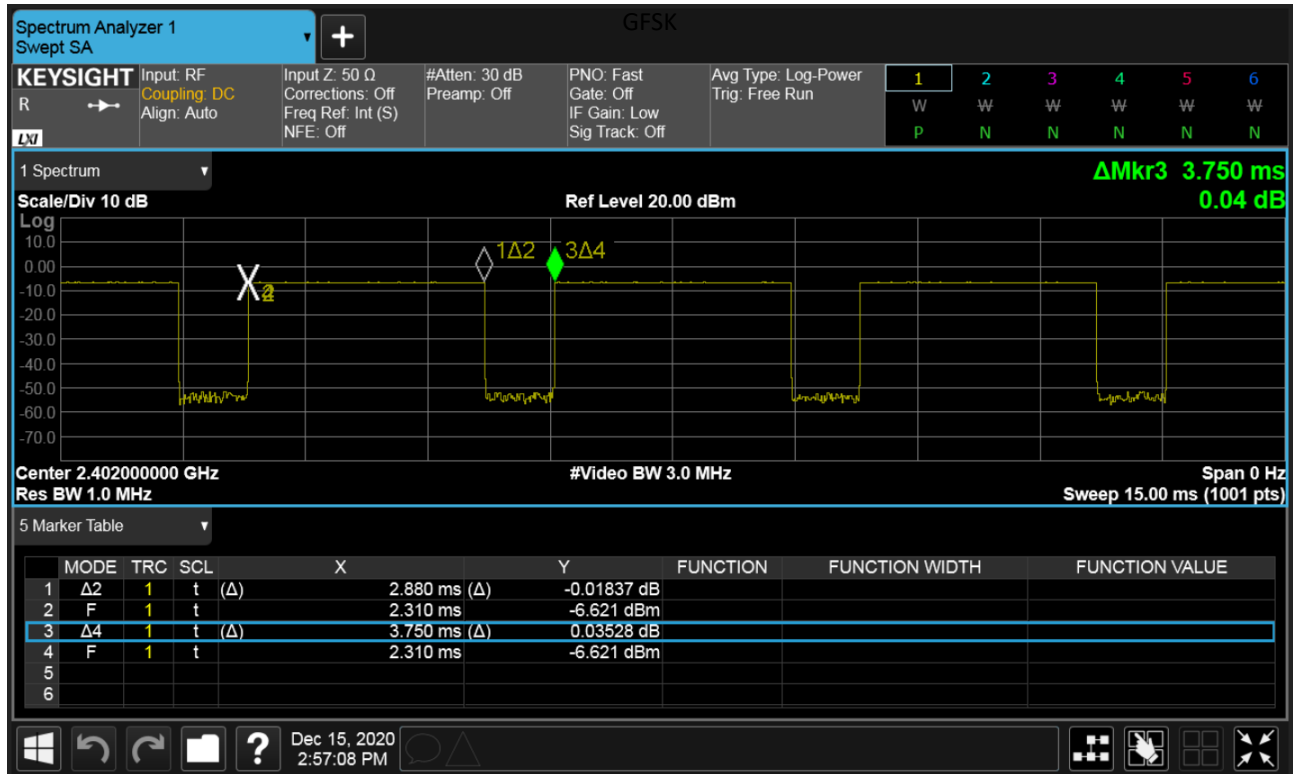 GFSK
Spectrum Analyzer 1
Swept SA
+
KEYSIGHT
R
LXI
Input: RF
Coupling: DC
Align: Auto
Input Z: 50 Ω
Corrections: Off
Freq Ref: Int (S)
NFE: Off
#Atten: 30 dB
Preamp: Off
PNO: Fast
Gate: Off
IF Gain: Low
Sig Track: Off
Avg Type: Log-Power
Trig: Free Run
1 2 3 4 5 6
W W W W W W
P N N N N N
1 Spectrum
ΔMkr3 3.750 ms
0.04 dB
Scale/Div 10 dB
Ref Level 20.00 dBm
Log
10.0
0.00
-10.0
-20.0
-30.0
-40.0
-50.0
-60.0
-70.0
1Δ2
3Δ4
X
Center 2.402000000 GHz
#Video BW 3.0 MHz
Span 0 Hz
Res BW 1.0 MHz
Sweep 15.00 ms (1001 pts)
5 Marker Table
MODE TRC SCL X Y FUNCTION FUNCTION WIDTH FUNCTION VALUE
1 Δ2 1 t (Δ) 2.880 ms (Δ) -0.01837 dB
2 F 1 t 2.310 ms -6.621 dBm
3 Δ4 1 t (Δ) 3.750 ms (Δ) 0.03528 dB
4 F 1 t 2.310 ms -6.621 dBm
5
6
?
Dec 15, 2020
2:57:08 PM